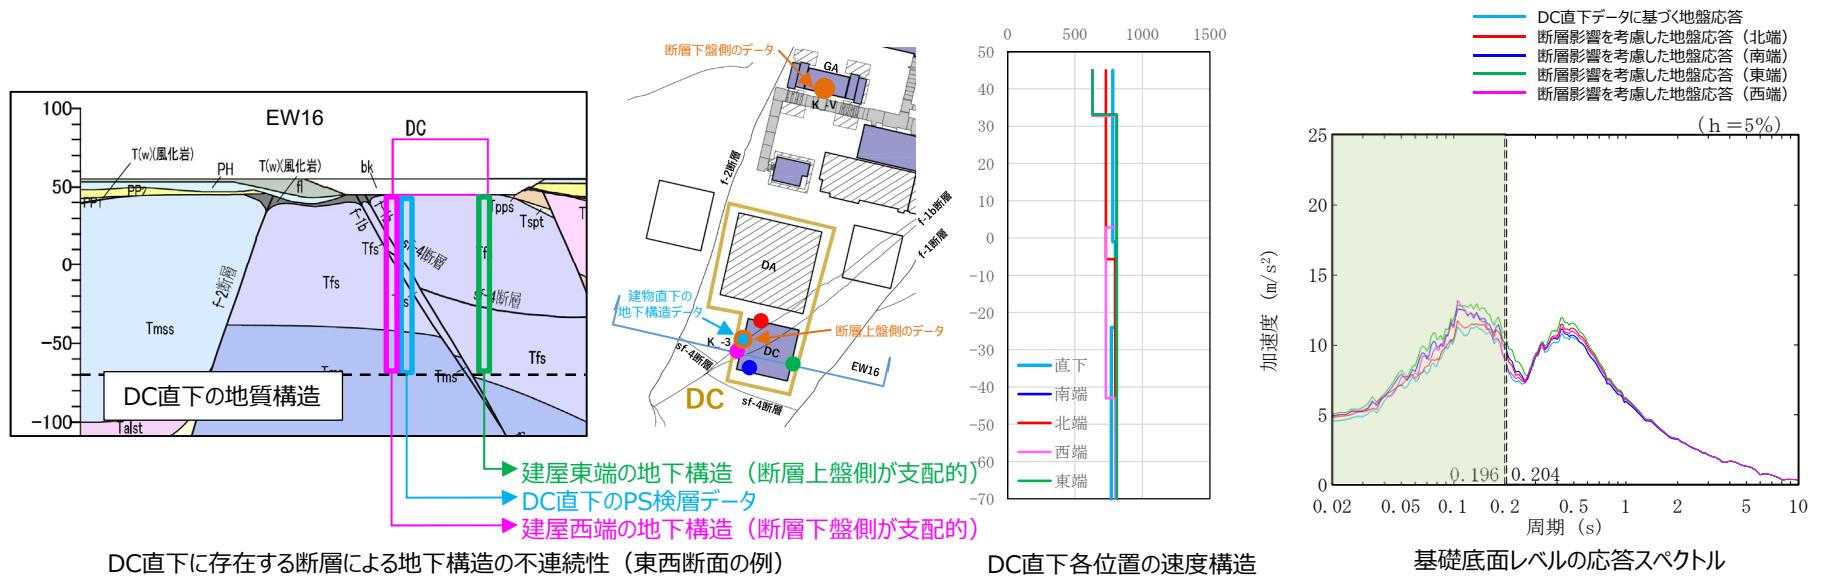 EW16
DC
100
50
0
−50
−100
T(w)(風化岩)
PH
T(w)(風化岩)
bk
fl
PP2
PP1
f-1b
Tpps
Tspt
Tfs
sf-4断層
Tfs
sf-4断層
f-2断層
Tmss
Tfs
Tms
Talst
DC直下の地質構造
建屋東端の地下構造（断層上盤側が支配的）
DC直下のPS検層データ
建屋西端の地下構造（断層下盤側が支配的）
DC直下に存在する断層による地下構造の不連続性（東西断面の例）
断層下盤側のデータ
GA
f-2断層
f-1b断層
f-1断層
DA
建物直下の
地下構造データ
断層上盤側のデータ
K_-3
DC
sf-4断層
EW16
DC
sf-4断層
0
500
1000
1500
50
40
30
20
10
0
-10
-20
-30
-40
-50
-60
-70
直下
南端
北端
西端
東端
DC直下各位置の速度構造
DC直下データに基づく地盤応答
断層影響を考慮した地盤応答（北端）
断層影響を考慮した地盤応答（南端）
断層影響を考慮した地盤応答（東端）
断層影響を考慮した地盤応答（西端）
(h=5%)
加速度 (m/s²)
25
20
15
10
5
0
0.196
0.204
0.02
0.05
0.1
0.2
0.5
1
2
5
10
周期 (s)
基礎底面レベルの応答スペクトル